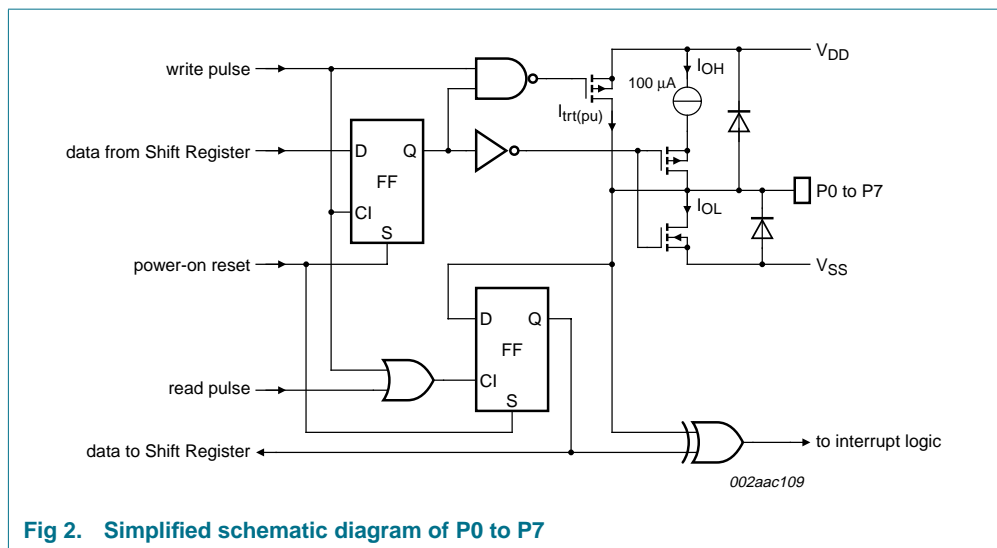 write pulse
data from Shift Register
power-on reset
read pulse
data to Shift Register
D
Q
FF
CI
S
D
Q
FF
CI
S
I_trt(pu)
100 μA
I_OH
I_OL
V_DD
P0 to P7
V_SS
to interrupt logic
002aac109
Fig 2. Simplified schematic diagram of P0 to P7